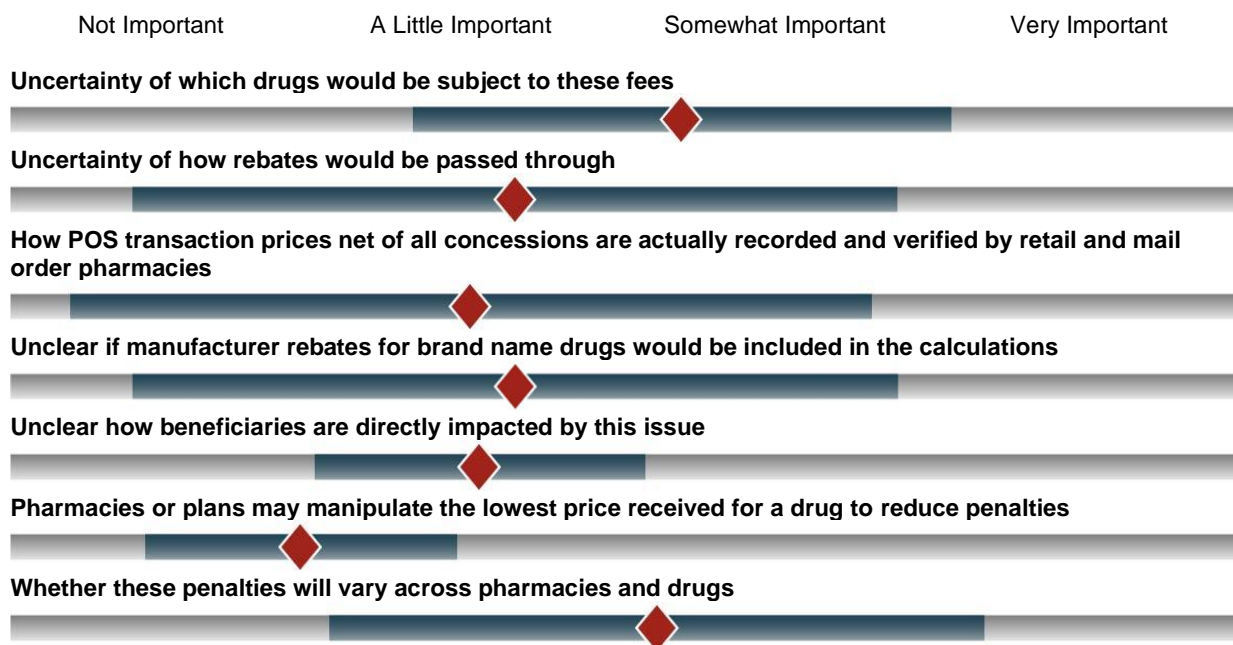 Not Important A Little Important Somewhat Important Very Important
Uncertainty of which drugs would be subject to these fees
Uncertainty of how rebates would be passed through
How POS transaction prices net of all concessions are actually recorded and verified by retail and mail
order pharmacies
Unclear if manufacturer rebates for brand name drugs would be included in the calculations
Unclear how beneficiaries are directly impacted by this issue
Pharmacies or plans may manipulate the lowest price received for a drug to reduce penalties
Whether these penalties will vary across pharmacies and drugs